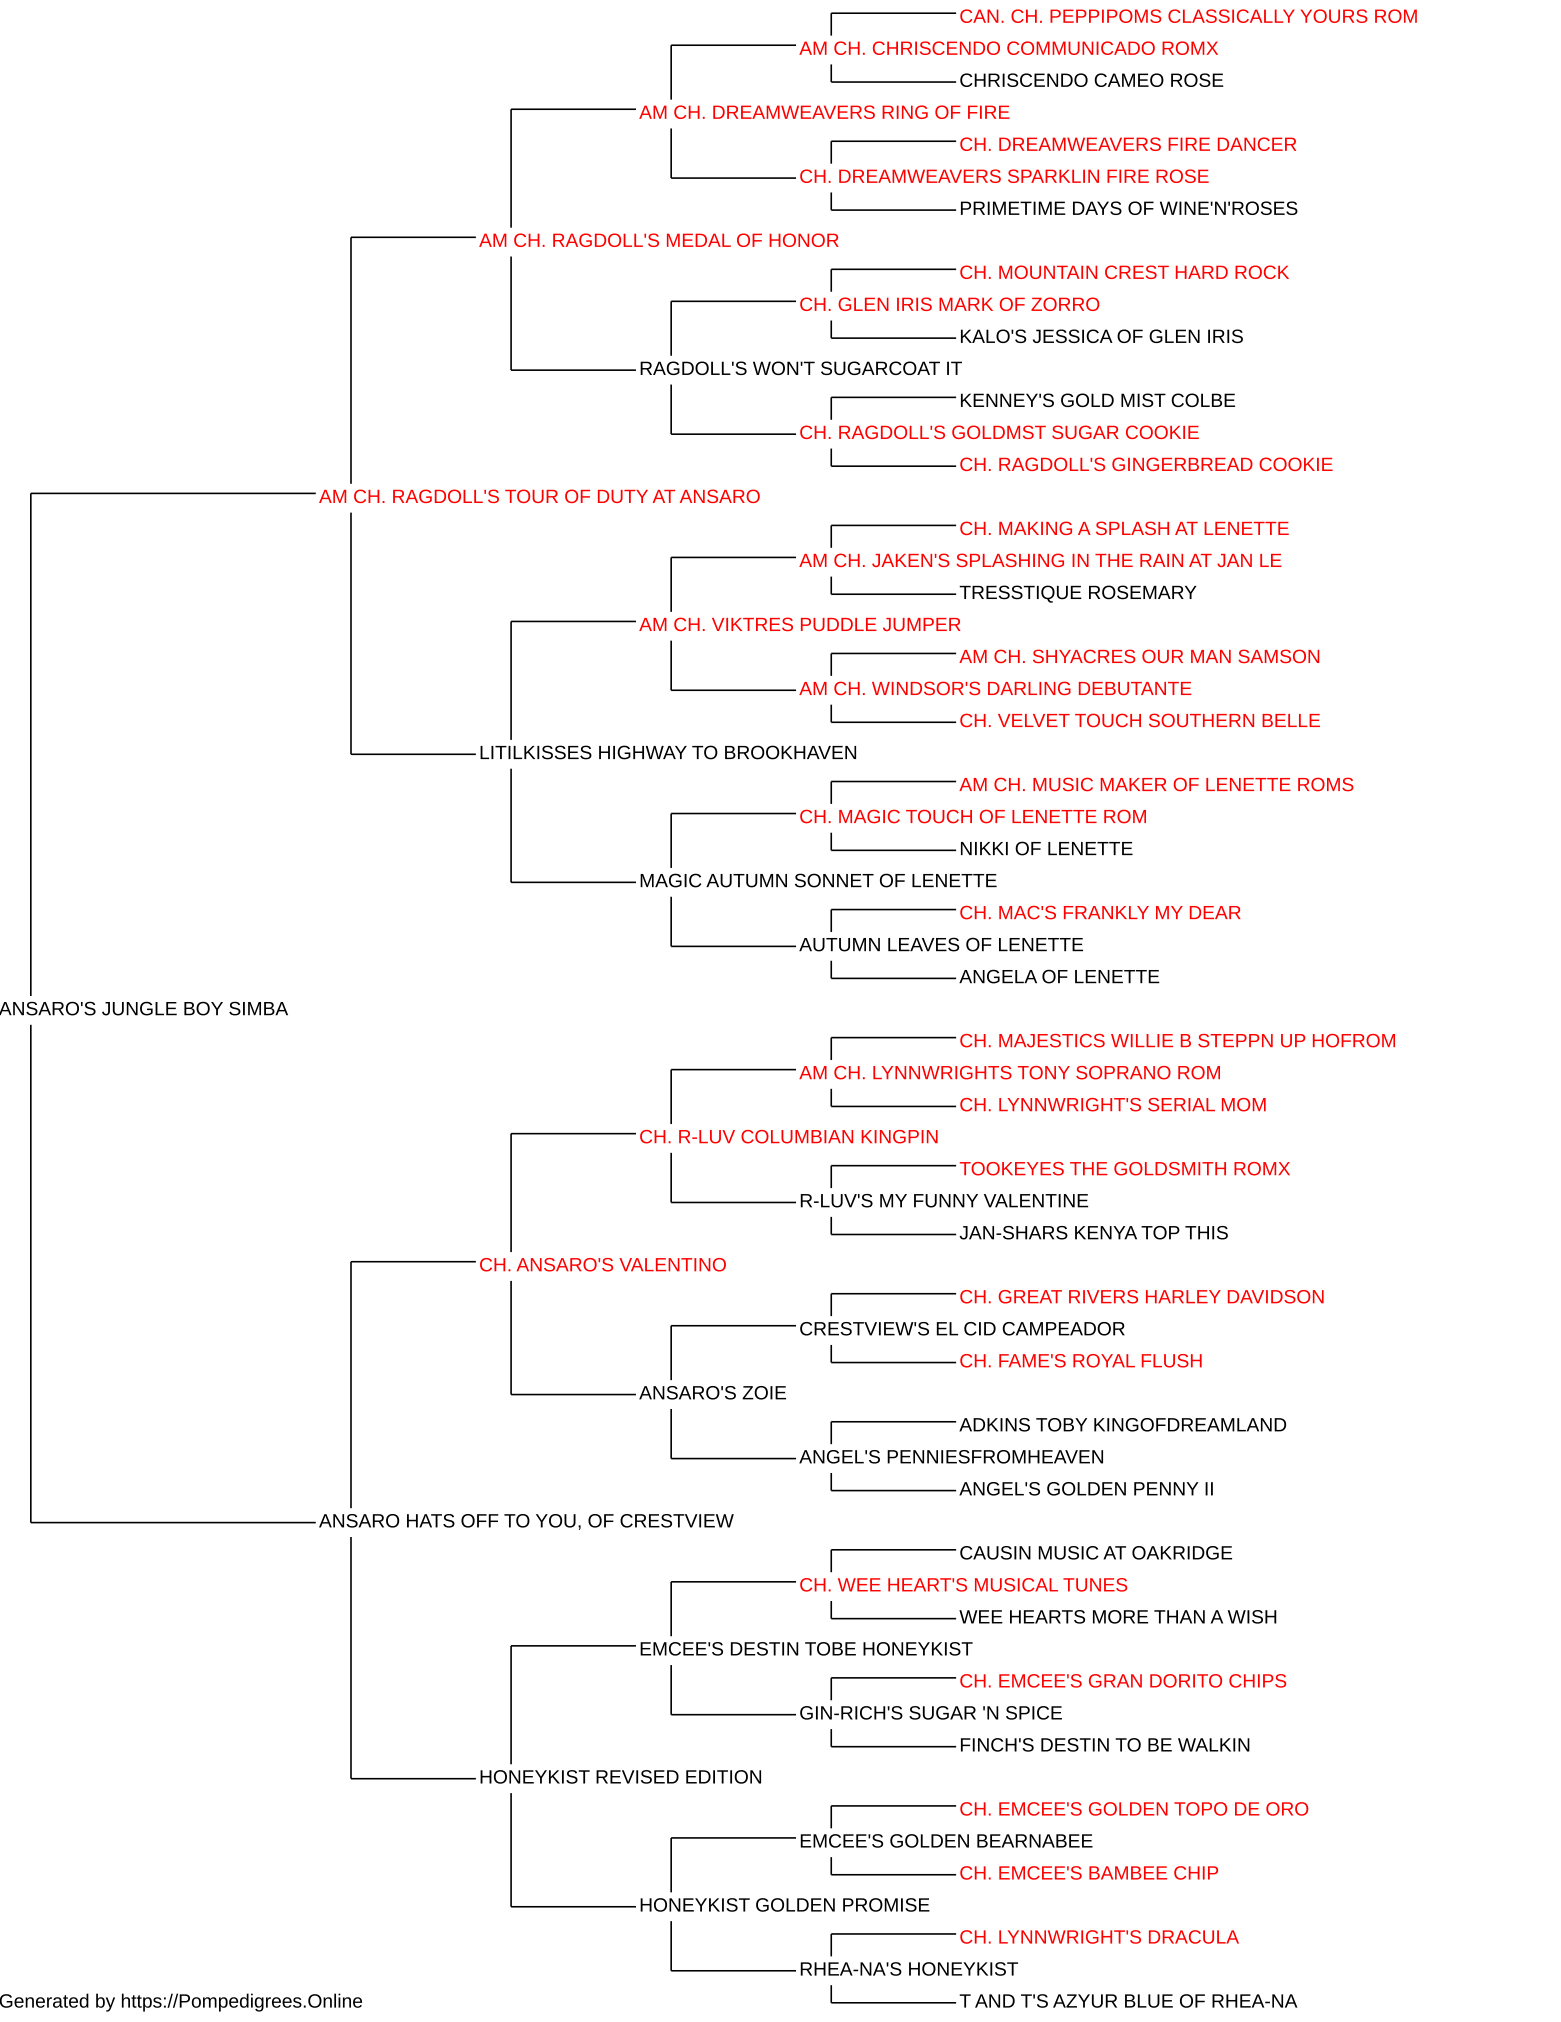 CAN. CH. PEPPIPOMS CLASSICALLY YOURS ROM
AM CH. CHRISCENDO COMMUNICADO ROMX
CHRISCENDO CAMEO ROSE
AM CH. DREAMWEAVERS RING OF FIRE
CH. DREAMWEAVERS FIRE DANCER
CH. DREAMWEAVERS SPARKLIN FIRE ROSE
PRIMETIME DAYS OF WINE'N'ROSES
AM CH. RAGDOLL'S MEDAL OF HONOR
CH. MOUNTAIN CREST HARD ROCK
CH. GLEN IRIS MARK OF ZORRO
KALO'S JESSICA OF GLEN IRIS
RAGDOLL'S WON'T SUGARCOAT IT
KENNEY'S GOLD MIST COLBE
CH. RAGDOLL'S GOLDMST SUGAR COOKIE
CH. RAGDOLL'S GINGERBREAD COOKIE
AM CH. RAGDOLL'S TOUR OF DUTY AT ANSARO
CH. MAKING A SPLASH AT LENETTE
AM CH. JAKEN'S SPLASHING IN THE RAIN AT JAN LE
TRESSTIQUE ROSEMARY
AM CH. VIKTRES PUDDLE JUMPER
AM CH. SHYACRES OUR MAN SAMSON
AM CH. WINDSOR'S DARLING DEBUTANTE
CH. VELVET TOUCH SOUTHERN BELLE
LITILKISSES HIGHWAY TO BROOKHAVEN
AM CH. MUSIC MAKER OF LENETTE ROMS
CH. MAGIC TOUCH OF LENETTE ROM
NIKKI OF LENETTE
MAGIC AUTUMN SONNET OF LENETTE
CH. MAC'S FRANKLY MY DEAR
AUTUMN LEAVES OF LENETTE
ANGELA OF LENETTE
ANSARO'S JUNGLE BOY SIMBA
CH. MAJESTICS WILLIE B STEPPN UP HOFROM
AM CH. LYNNWRIGHTS TONY SOPRANO ROM
CH. LYNNWRIGHT'S SERIAL MOM
CH. R-LUV COLUMBIAN KINGPIN
TOOKEYES THE GOLDSMITH ROMX
R-LUV'S MY FUNNY VALENTINE
JAN-SHARS KENYA TOP THIS
CH. ANSARO'S VALENTINO
CH. GREAT RIVERS HARLEY DAVIDSON
CRESTVIEW'S EL CID CAMPEADOR
CH. FAME'S ROYAL FLUSH
ANSARO'S ZOIE
ADKINS TOBY KINGOFDREAMLAND
ANGEL'S PENNIESFROMHEAVEN
ANGEL'S GOLDEN PENNY II
ANSARO HATS OFF TO YOU, OF CRESTVIEW
CAUSIN MUSIC AT OAKRIDGE
CH. WEE HEART'S MUSICAL TUNES
WEE HEARTS MORE THAN A WISH
EMCEE'S DESTIN TOBE HONEYKIST
CH. EMCEE'S GRAN DORITO CHIPS
GIN-RICH'S SUGAR 'N SPICE
FINCH'S DESTIN TO BE WALKIN
HONEYKIST REVISED EDITION
CH. EMCEE'S GOLDEN TOPO DE ORO
EMCEE'S GOLDEN BEARNABEE
CH. EMCEE'S BAMBEE CHIP
HONEYKIST GOLDEN PROMISE
CH. LYNNWRIGHT'S DRACULA
RHEA-NA'S HONEYKIST
T AND T'S AZYUR BLUE OF RHEA-NA
Generated by https://Pompedigrees.Online